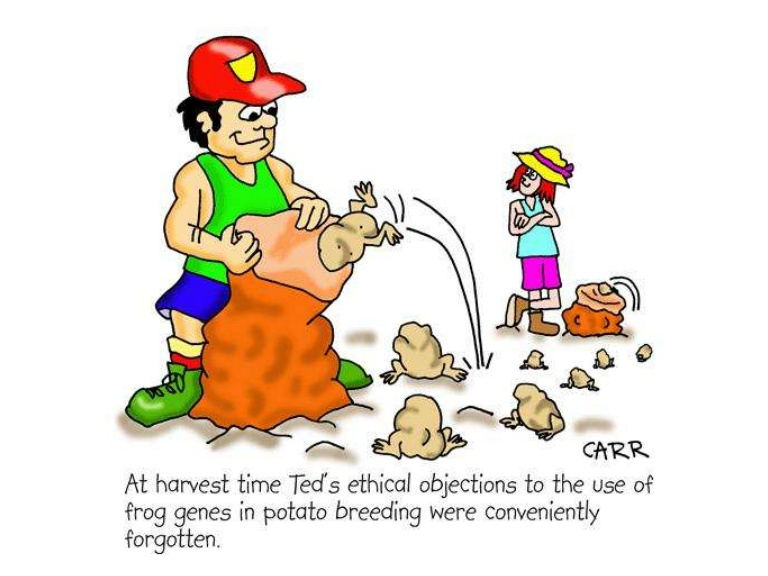 CARR
At harvest time Ted's ethical objections to the use of
frog genes in potato breeding were conveniently
forgotten.